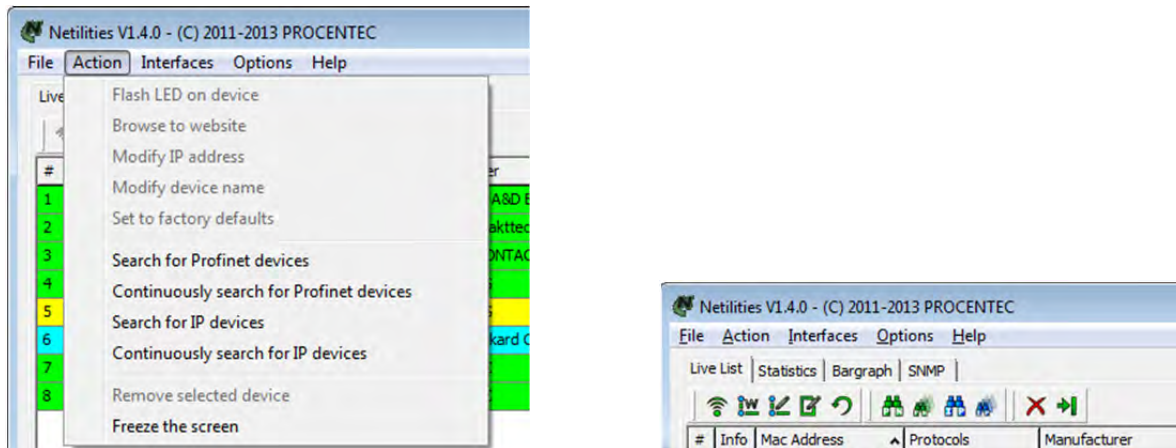 Netilities V1.4.0 - (C) 2011-2013 PROCENTEC
File Action Interfaces Options Help
Live
Flash LED on device
Browse to website
Modify IP address
Modify device name
Set to factory defaults
Search for Profinet devices
Continuously search for Profinet devices
Search for IP devices
Continuously search for IP devices
Remove selected device
Freeze the screen
#
1
2
3
4
5
6
7
8
Netilities V1.4.0 - (C) 2011-2013 PROCENTEC
File Action Interfaces Options Help
Live List Statistics Bargraph SNMP
# Info Mac Address Protocols Manufacturer